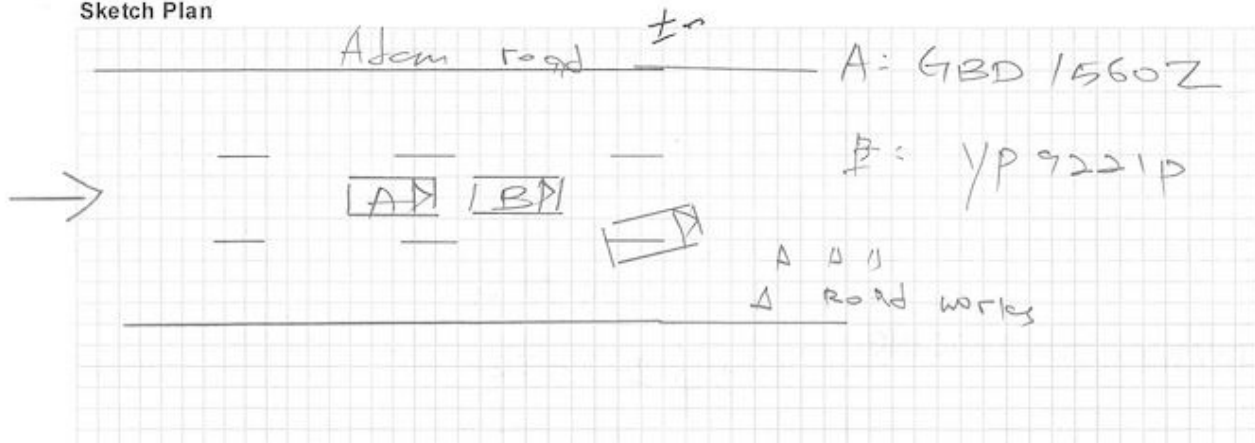 Sketch Plan
Adam road
A: GBD 1560Z
B: YP 9221P
A B
Road works